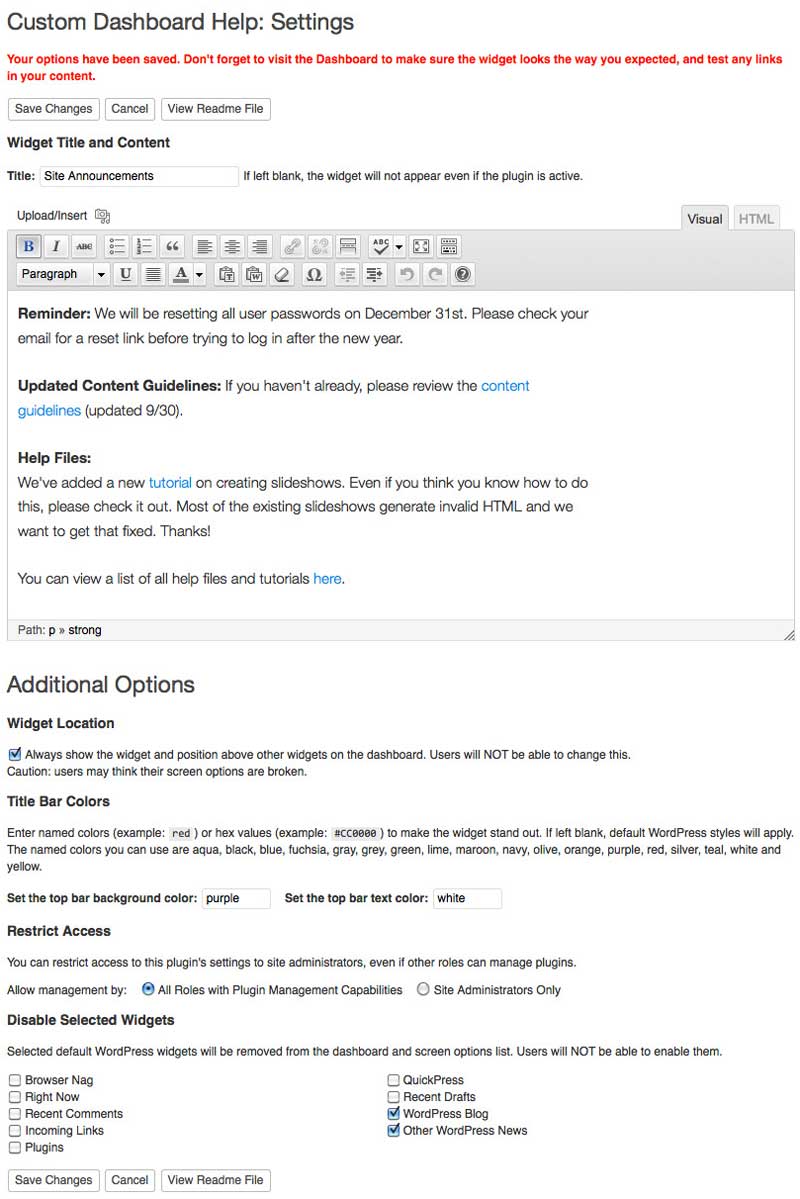 Custom Dashboard Help: Settings
Your options have been saved. Don't forget to visit the Dashboard to make sure the widget looks the way you expected, and test any links
in your content.
Save Changes Cancel View Readme File
Widget Title and Content
Title: Site Announcements If left blank, the widget will not appear even if the plugin is active.
Upload/Insert Visual HTML
B I ABC ABC
Paragraph U A T W Ω
Reminder: We will be resetting all user passwords on December 31st. Please check your
email for a reset link before trying to log in after the new year.
Updated Content Guidelines: If you haven't already, please review the content
guidelines (updated 9/30).
Help Files:
We've added a new tutorial on creating slideshows. Even if you think you know how to do
this, please check it out. Most of the existing slideshows generate invalid HTML and we
want to get that fixed. Thanks!
You can view a list of all help files and tutorials here.
Path: p » strong
Additional Options
Widget Location
Always show the widget and position above other widgets on the dashboard. Users will NOT be able to change this.
Caution: users may think their screen options are broken.
Title Bar Colors
Enter named colors (example: red ) or hex values (example: #CC0000 ) to make the widget stand out. If left blank, default WordPress styles will apply.
The named colors you can use are aqua, black, blue, fuchsia, gray, grey, green, lime, maroon, navy, olive, orange, purple, red, silver, teal, white and
yellow.
Set the top bar background color: purple Set the top bar text color: white
Restrict Access
You can restrict access to this plugin's settings to site administrators, even if other roles can manage plugins.
Allow management by: All Roles with Plugin Management Capabilities Site Administrators Only
Disable Selected Widgets
Selected default WordPress widgets will be removed from the dashboard and screen options list. Users will NOT be able to enable them.
Browser Nag QuickPress
Right Now Recent Drafts
Recent Comments WordPress Blog
Incoming Links Other WordPress News
Plugins
Save Changes Cancel View Readme File